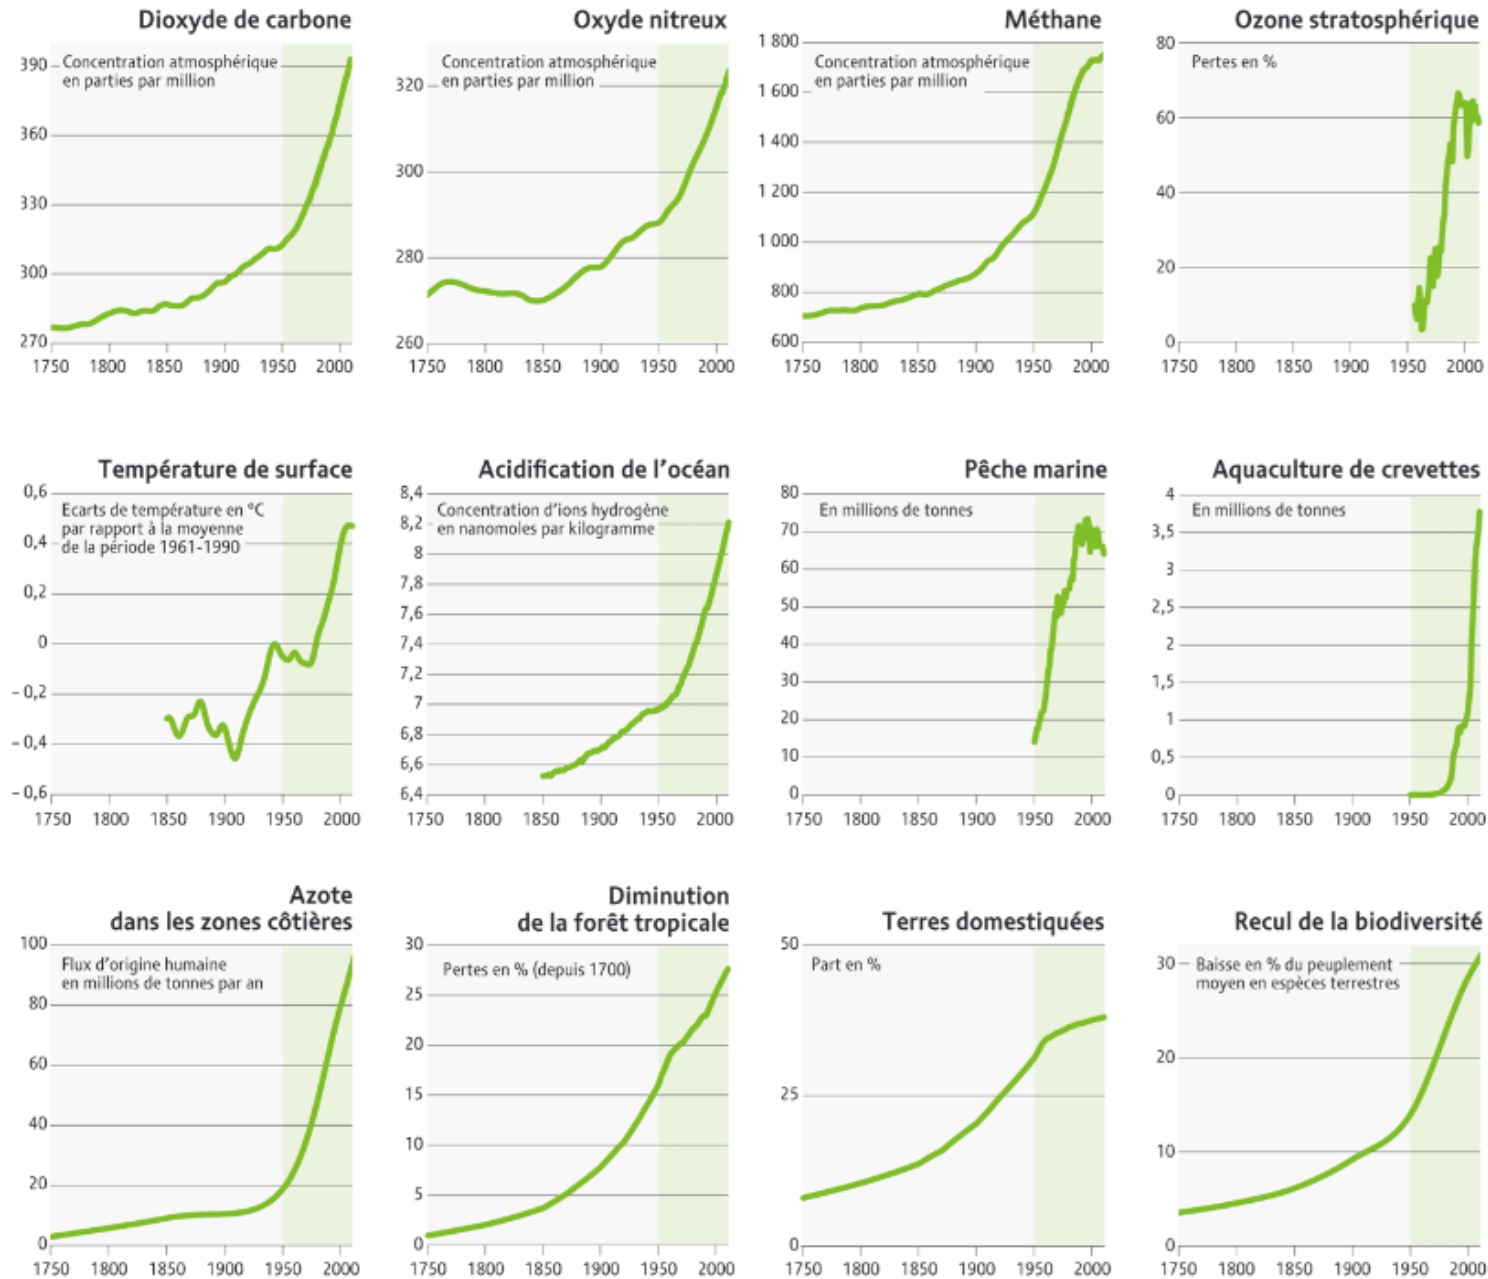 Dioxyde de carbone
Concentration atmosphérique
en parties par million
390
360
330
300
270
1750 1800 1850 1900 1950 2000
Oxyde nitreux
Concentration atmosphérique
en parties par million
320
300
280
260
1750 1800 1850 1900 1950 2000
Méthane
1 800
Concentration atmosphérique
en parties par million
1 600
1 400
1 200
1 000
800
600
1750 1800 1850 1900 1950 2000
Ozone stratosphérique
80
Pertes en %
60
40
20
0
1750 1800 1850 1900 1950 2000
Température de surface
0,6
Ecarts de température en °C
par rapport à la moyenne
de la période 1961-1990
0,4
0,2
0
– 0,2
– 0,4
– 0,6
1750 1800 1850 1900 1950 2000
Acidification de l'océan
8,4
Concentration d'ions hydrogène
en nanomoles par kilogramme
8,2
8
7,8
7,6
7,4
7,2
7
6,8
6,6
6,4
1750 1800 1850 1900 1950 2000
Pêche marine
80
En millions de tonnes
70
60
50
40
30
20
10
0
1750 1800 1850 1900 1950 2000
Aquaculture de crevettes
4
En millions de tonnes
3,5
3
2,5
2
1,5
1
0,5
0
1750 1800 1850 1900 1950 2000
Azote
dans les zones côtières
100
Flux d'origine humaine
en millions de tonnes par an
80
60
40
20
0
1750 1800 1850 1900 1950 2000
Diminution
de la forêt tropicale
30
Pertes en % (depuis 1700)
25
20
15
10
5
0
1750 1800 1850 1900 1950 2000
Terres domestiquées
50
Part en %
25
0
1750 1800 1850 1900 1950 2000
Recul de la biodiversité
30
Baisse en % du peuplement
moyen en espèces terrestres
20
10
0
1750 1800 1850 1900 1950 2000